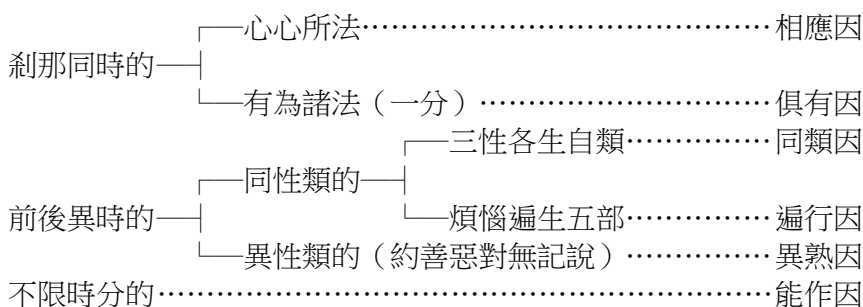 ┌──心心所法………………………………相應因
剎那同時的──┤
└──有為諸法（一分）…………………………俱有因
┌──三性各生自類……………同類因
┌──同性類的──┤
前後異時的──┤ └──煩惱遍生五部……………遍行因
└──異性類的（約善惡對無記說）……………異熟因
不限時分的………………………………………………………能作因